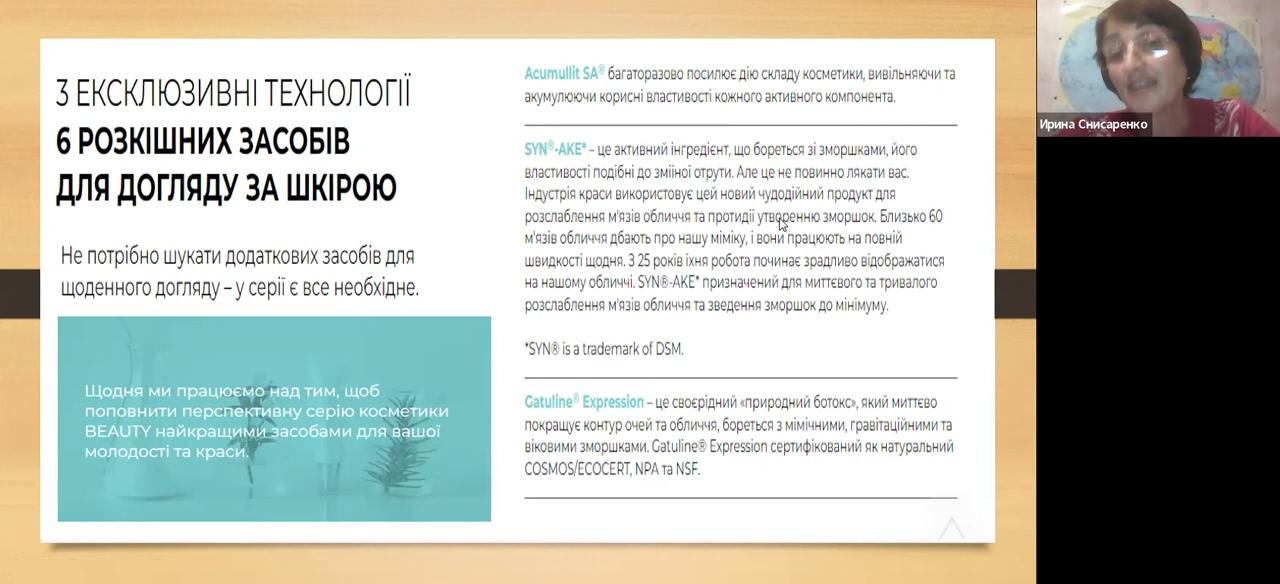 3 ЕКСКЛЮЗИВНІ ТЕХНОЛОГІЇ
6 РОЗКІШНИХ ЗАСОБІВ
ДЛЯ ДОГЛЯДУ ЗА ШКІРОЮ
Не потрібно шукати додаткових засобів для
щоденного догляду – у серії є все необхідне.
Щодня ми працюємо над тим, щоб
поповнити перспективну серію косметики
BEAUTY найкращими засобами для вашої
молодості та краси.
Acumullit SA® багаторазово посилює дію складу косметики, вивільняючи та
акумулюючи корисні властивості кожного активного компонента.
SYN®-AKE* – це активний інгредієнт, що бореться зі зморшками, його
властивості подібні до зміїної отрути. Але це не повинно лякати вас.
Індустрія краси використовує цей новий чудодійний продукт для
розслаблення м'язів обличчя та протидії утворенню зморшок. Близько 60
м'язів обличчя дбають про нашу міміку, і вони працюють на повній
швидкості щодня. З 25 років їхня робота починає зрадливо відображатися
на нашому обличчі. SYN®-AKE* призначений для миттєвого та тривалого
розслаблення м'язів обличчя та зведення зморшок до мінімуму.
*SYN® is a trademark of DSM.
Gatuline® Expression – це своєрідний «природний ботокс», який миттєво
покращує контур очей та обличчя, бореться з мімічними, гравітаційними та
віковими зморшками. Gatuline® Expression сертифікований як натуральний
COSMOS/ECOCERT, NPA та NSF.
Ирина Снисаренко